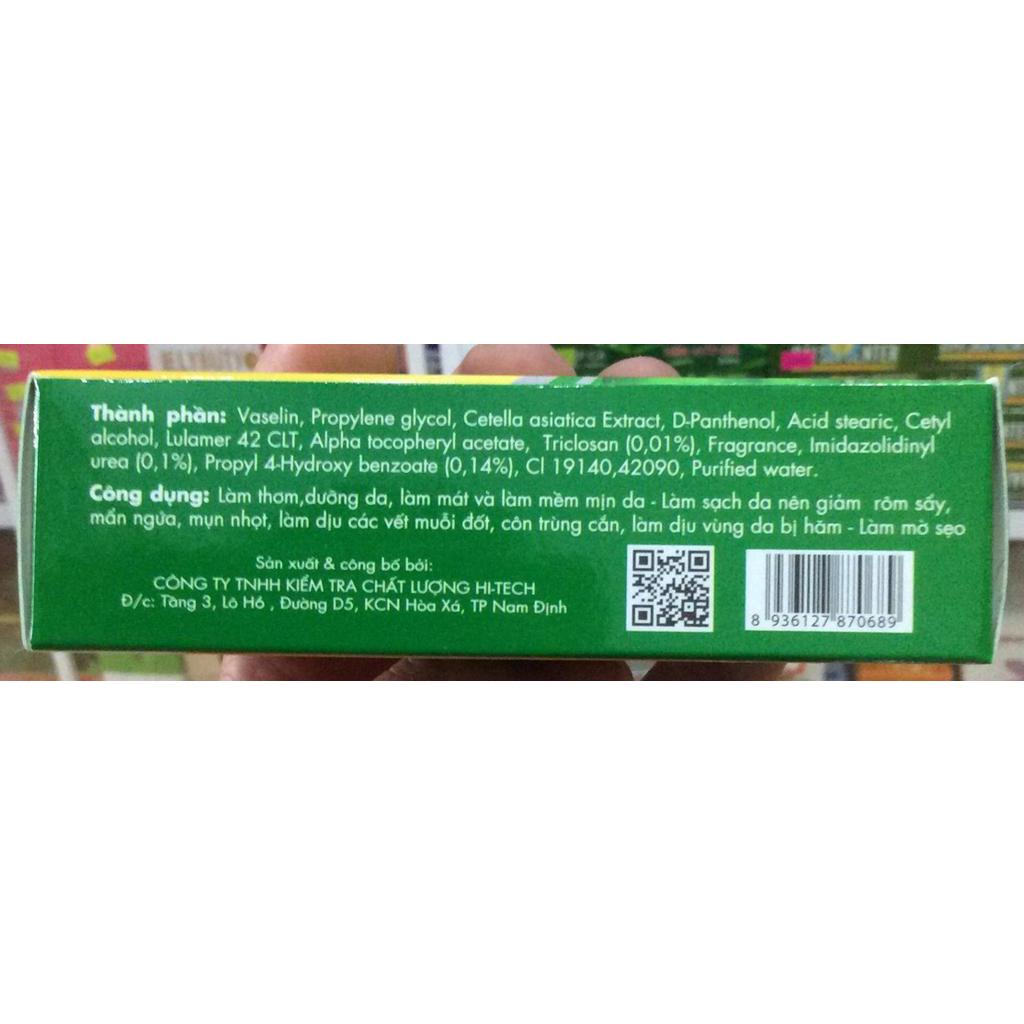 Thành phần: Vaselin, Propylene glycol, Cetella asiatica Extract, D-Panthenol, Acid stearic, Cetyl
alcohol, Lulamer 42 CLT, Alpha tocopheryl acetate, Triclosan (0,01%), Fragrance, Imidazolidinyl
urea (0,1%), Propyl 4-Hydroxy benzoate (0,14%), Cl 19140,42090, Purified water.
Công dụng: Làm thơm,dưỡng da, làm mát và làm mềm mịn da - Làm sạch da nên giảm rôm sẩy,
mẩn ngứa, mụn nhọt, làm dịu các vết muỗi đốt, côn trùng cắn, làm dịu vùng da bị hăm - Làm mờ sẹo
Sản xuất & công bố bởi:
CÔNG TY TNHH KIỂM TRA CHẤT LƯỢNG HI-TECH
Đ/c: Tầng 3, Lô H6 , Đường D5, KCN Hòa Xá, TP Nam Định
8 936127 870689